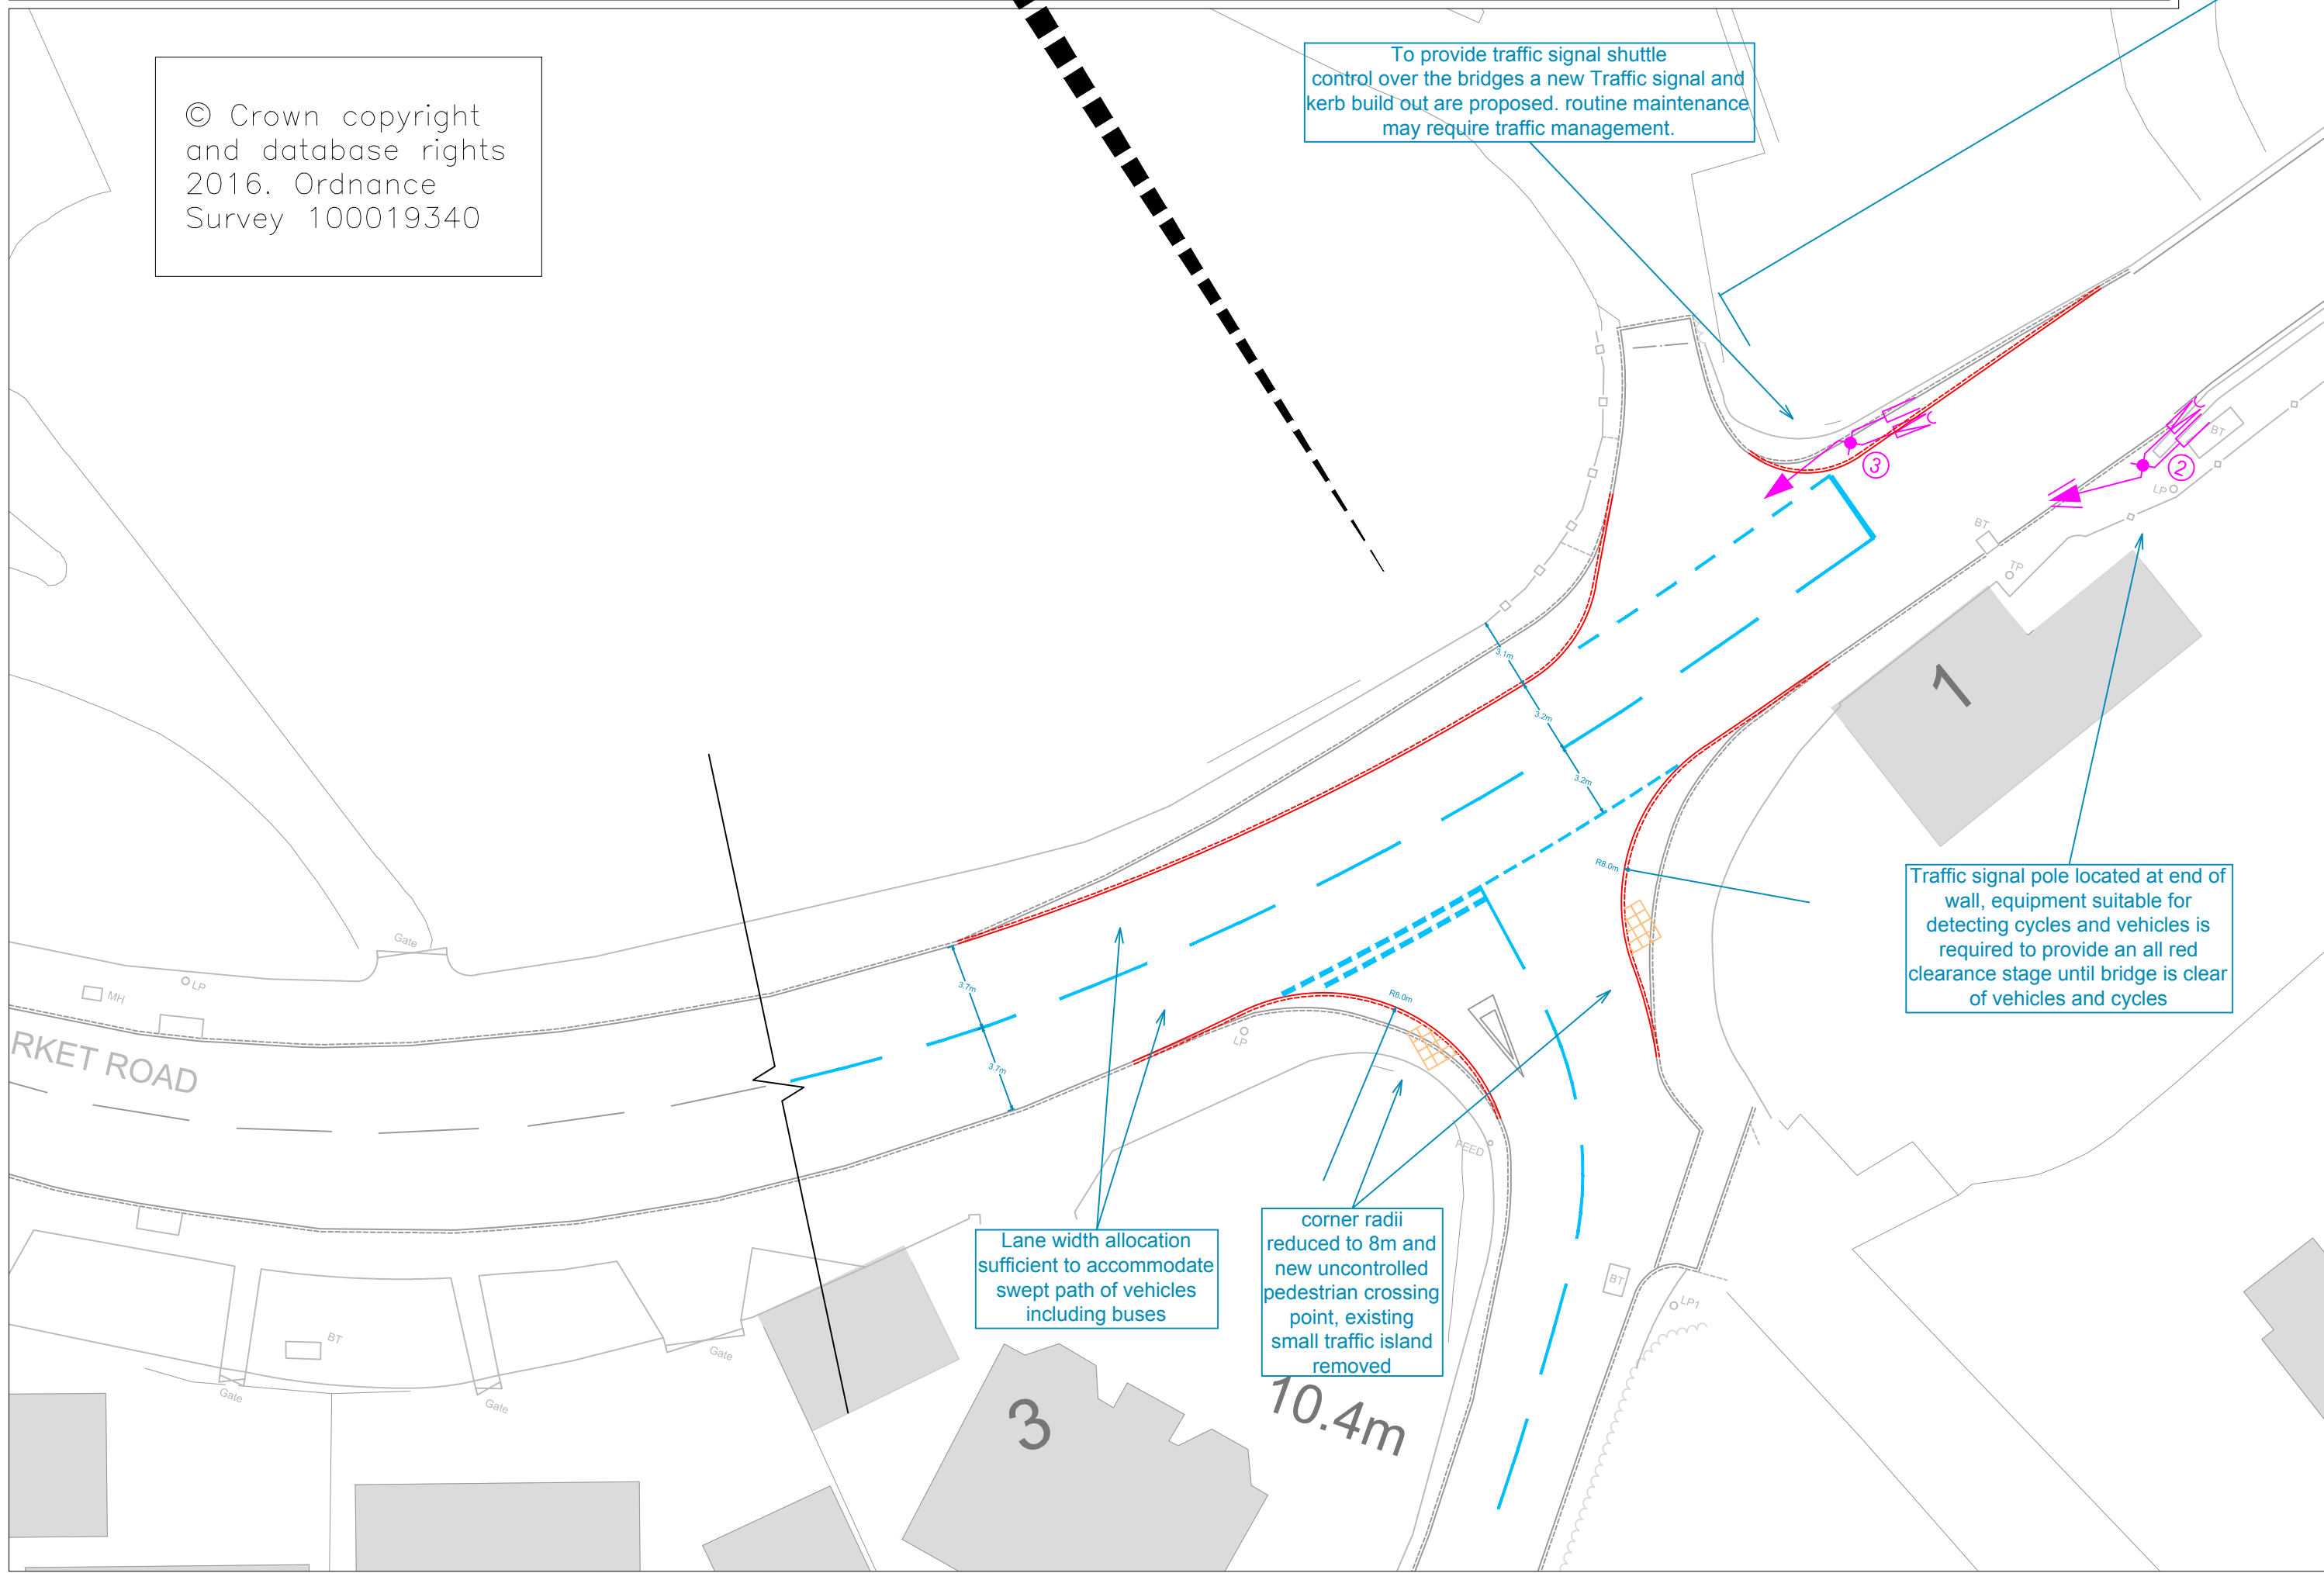 © Crown copyright
and database rights
2016. Ordnance
Survey 100019340
To provide traffic signal shuttle
control over the bridges a new Traffic signal and
kerb build out are proposed. routine maintenance
may require traffic management.
3
2
BT
LP
BT
TP
1
3.1m
3.2m
3.2m
R8.0m
Traffic signal pole located at end of
wall, equipment suitable for
detecting cycles and vehicles is
required to provide an all red
clearance stage until bridge is clear
of vehicles and cycles
Gate
LP
MH
RKET ROAD
3.7m
3.7m
R8.0m
LP
FEED
Lane width allocation
sufficient to accommodate
swept path of vehicles
including buses
corner radii
reduced to 8m and
new uncontrolled
pedestrian crossing
point, existing
small traffic island
removed
BT
LP1
BT
Gate
Gate
Gate
3
10.4m